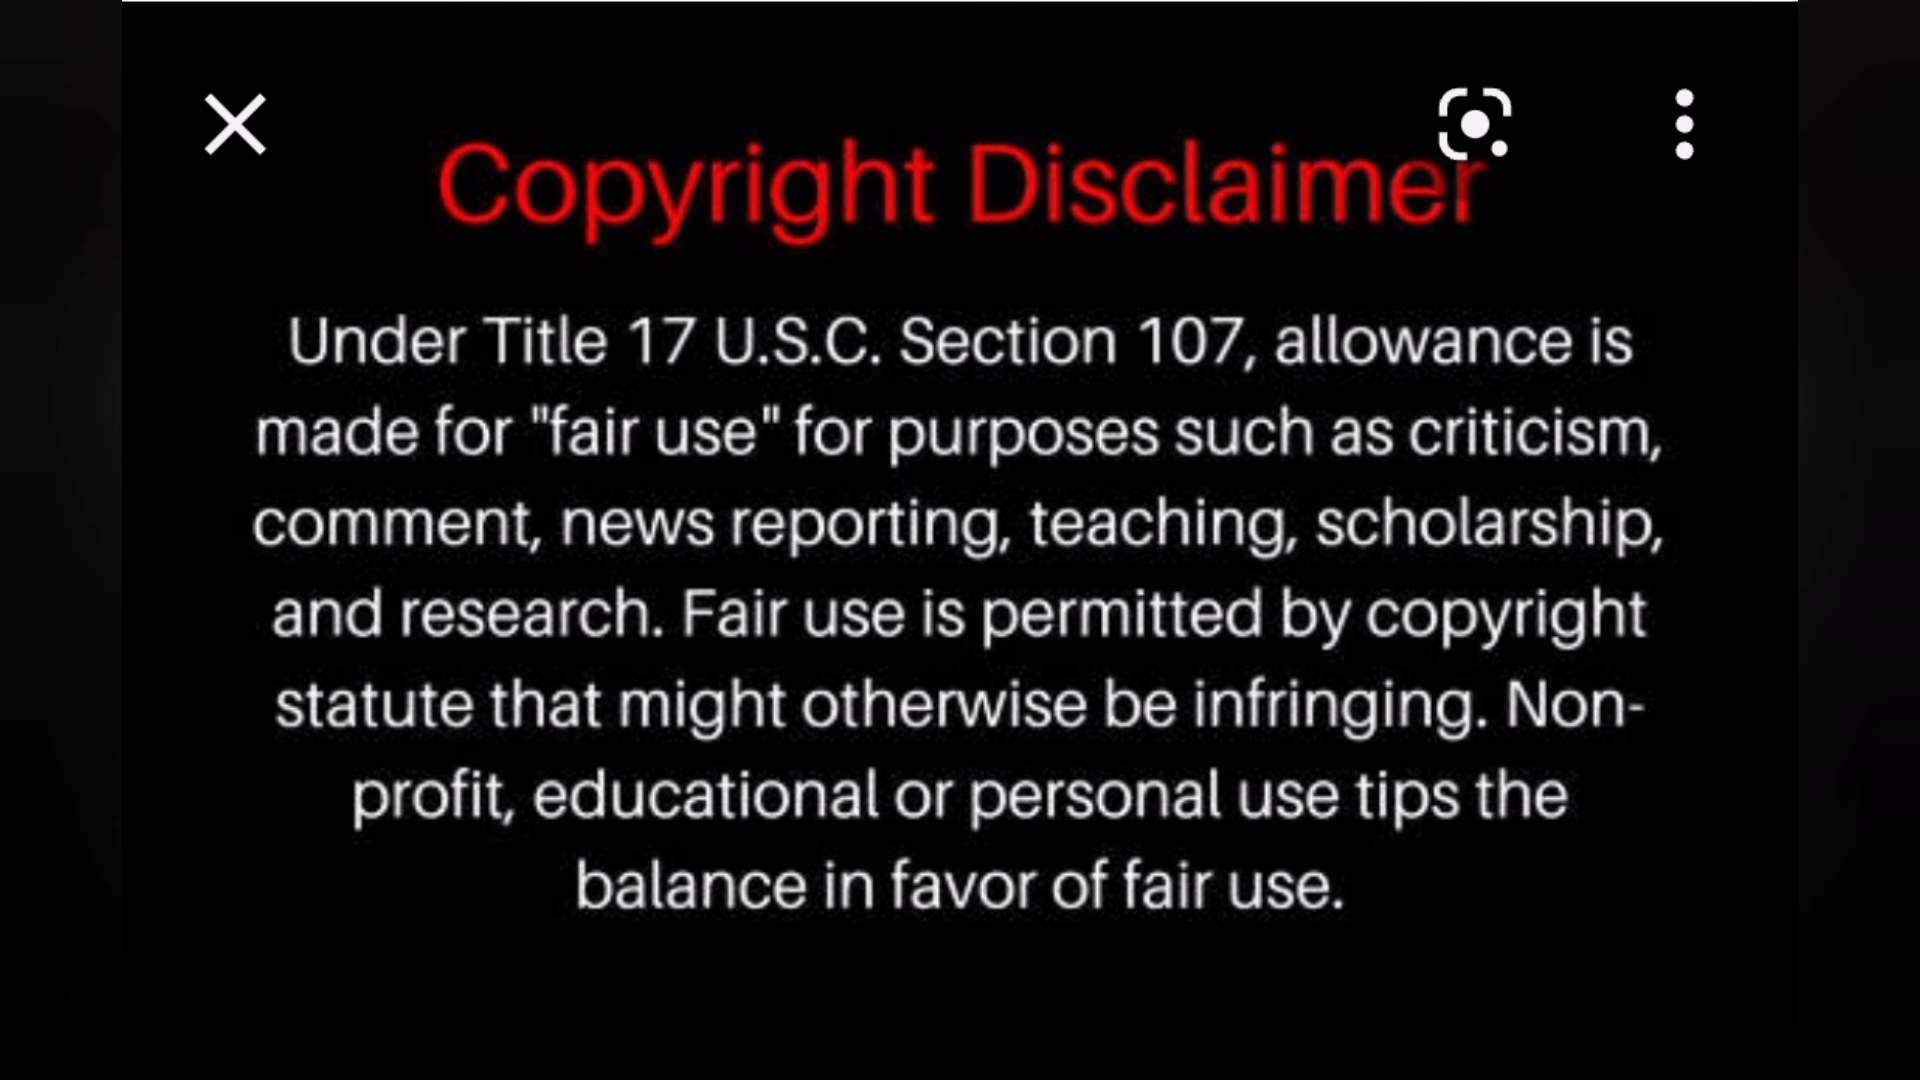 Copyright Disclaimer
Under Title 17 U.S.C. Section 107, allowance is
made for "fair use" for purposes such as criticism,
comment, news reporting, teaching, scholarship,
and research. Fair use is permitted by copyright
statute that might otherwise be infringing. Non-
profit, educational or personal use tips the
balance in favor of fair use.